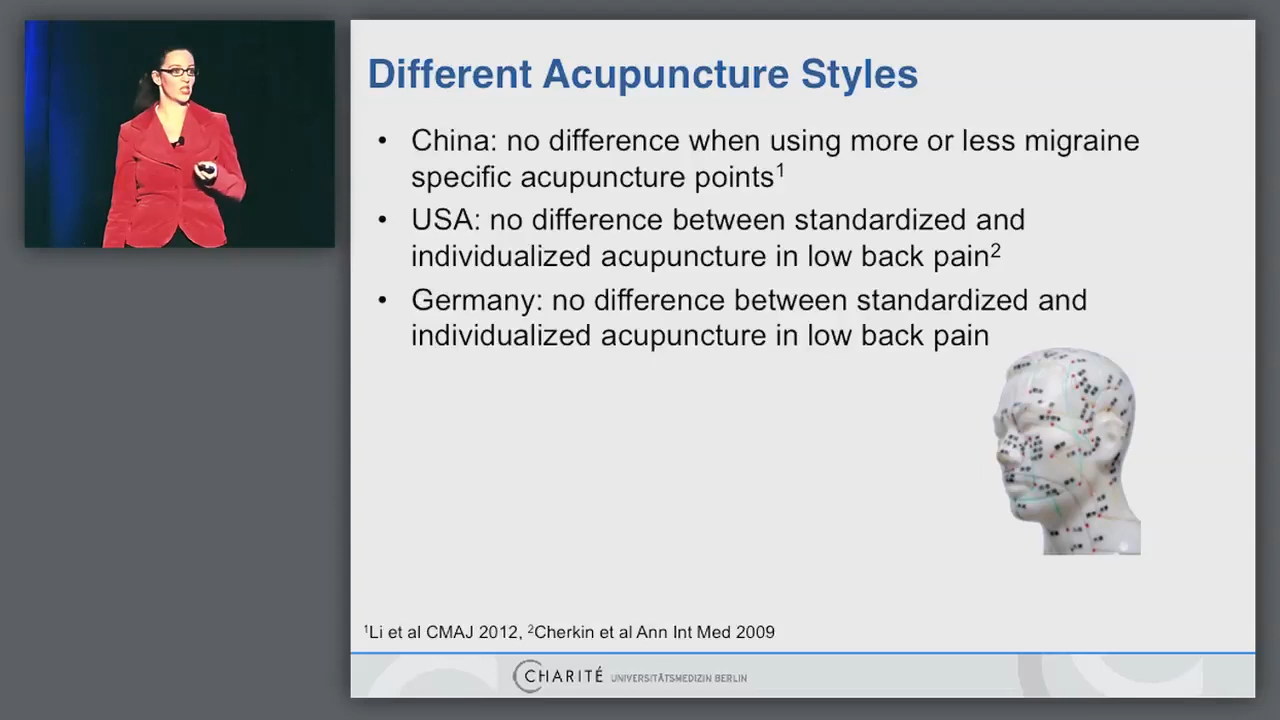 Different Acupuncture Styles
• China: no difference when using more or less migraine
specific acupuncture points¹
• USA: no difference between standardized and
individualized acupuncture in low back pain²
• Germany: no difference between standardized and
individualized acupuncture in low back pain
¹Li et al CMAJ 2012, ²Cherkin et al Ann Int Med 2009
CHARITÉ UNIVERSITÄTSMEDIZIN BERLIN